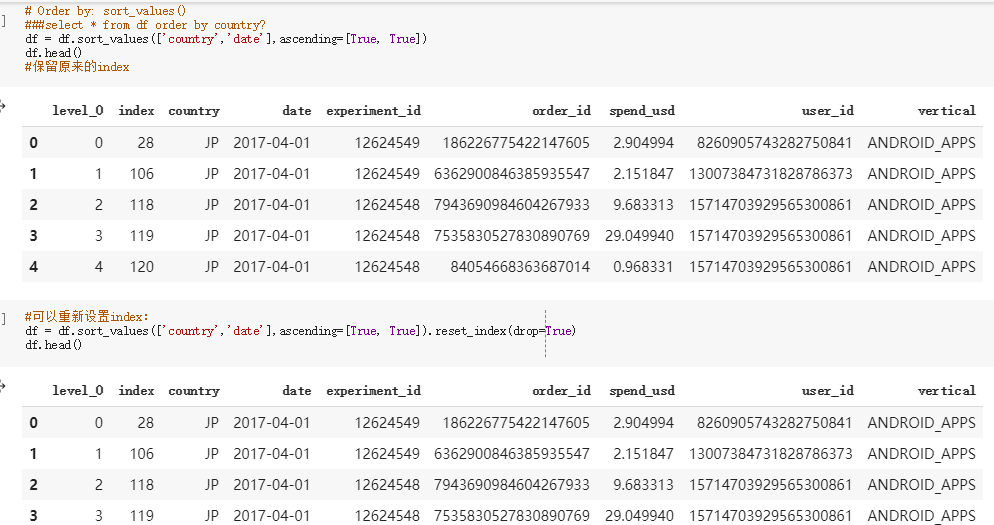 ]
# Order by: sort_values()
###select * from df order by country?
df = df.sort_values(['country','date'],ascending=[True, True])
df.head()
#保留原来的index
level_0 index country date experiment_id order_id spend_usd user_id vertical
0 0 28 JP 2017-04-01 12624549 186226775422147605 2.904994 8260905743282750841 ANDROID_APPS
1 1 106 JP 2017-04-01 12624549 6362900846385935547 2.151847 13007384731828786373 ANDROID_APPS
2 2 118 JP 2017-04-01 12624548 7943690984604267933 9.683313 15714703929565300861 ANDROID_APPS
3 3 119 JP 2017-04-01 12624548 7535830527830890769 29.049940 15714703929565300861 ANDROID_APPS
4 4 120 JP 2017-04-01 12624548 84054668363687014 0.968331 15714703929565300861 ANDROID_APPS
]
#可以重新设置index:
df = df.sort_values(['country','date'],ascending=[True, True]).reset_index(drop=True)
df.head()
level_0 index country date experiment_id order_id spend_usd user_id vertical
0 0 28 JP 2017-04-01 12624549 186226775422147605 2.904994 8260905743282750841 ANDROID_APPS
1 1 106 JP 2017-04-01 12624549 6362900846385935547 2.151847 13007384731828786373 ANDROID_APPS
2 2 118 JP 2017-04-01 12624548 7943690984604267933 9.683313 15714703929565300861 ANDROID_APPS
3 3 119 JP 2017-04-01 12624548 7535830527830890769 29.049940 15714703929565300861 ANDROID_APPS